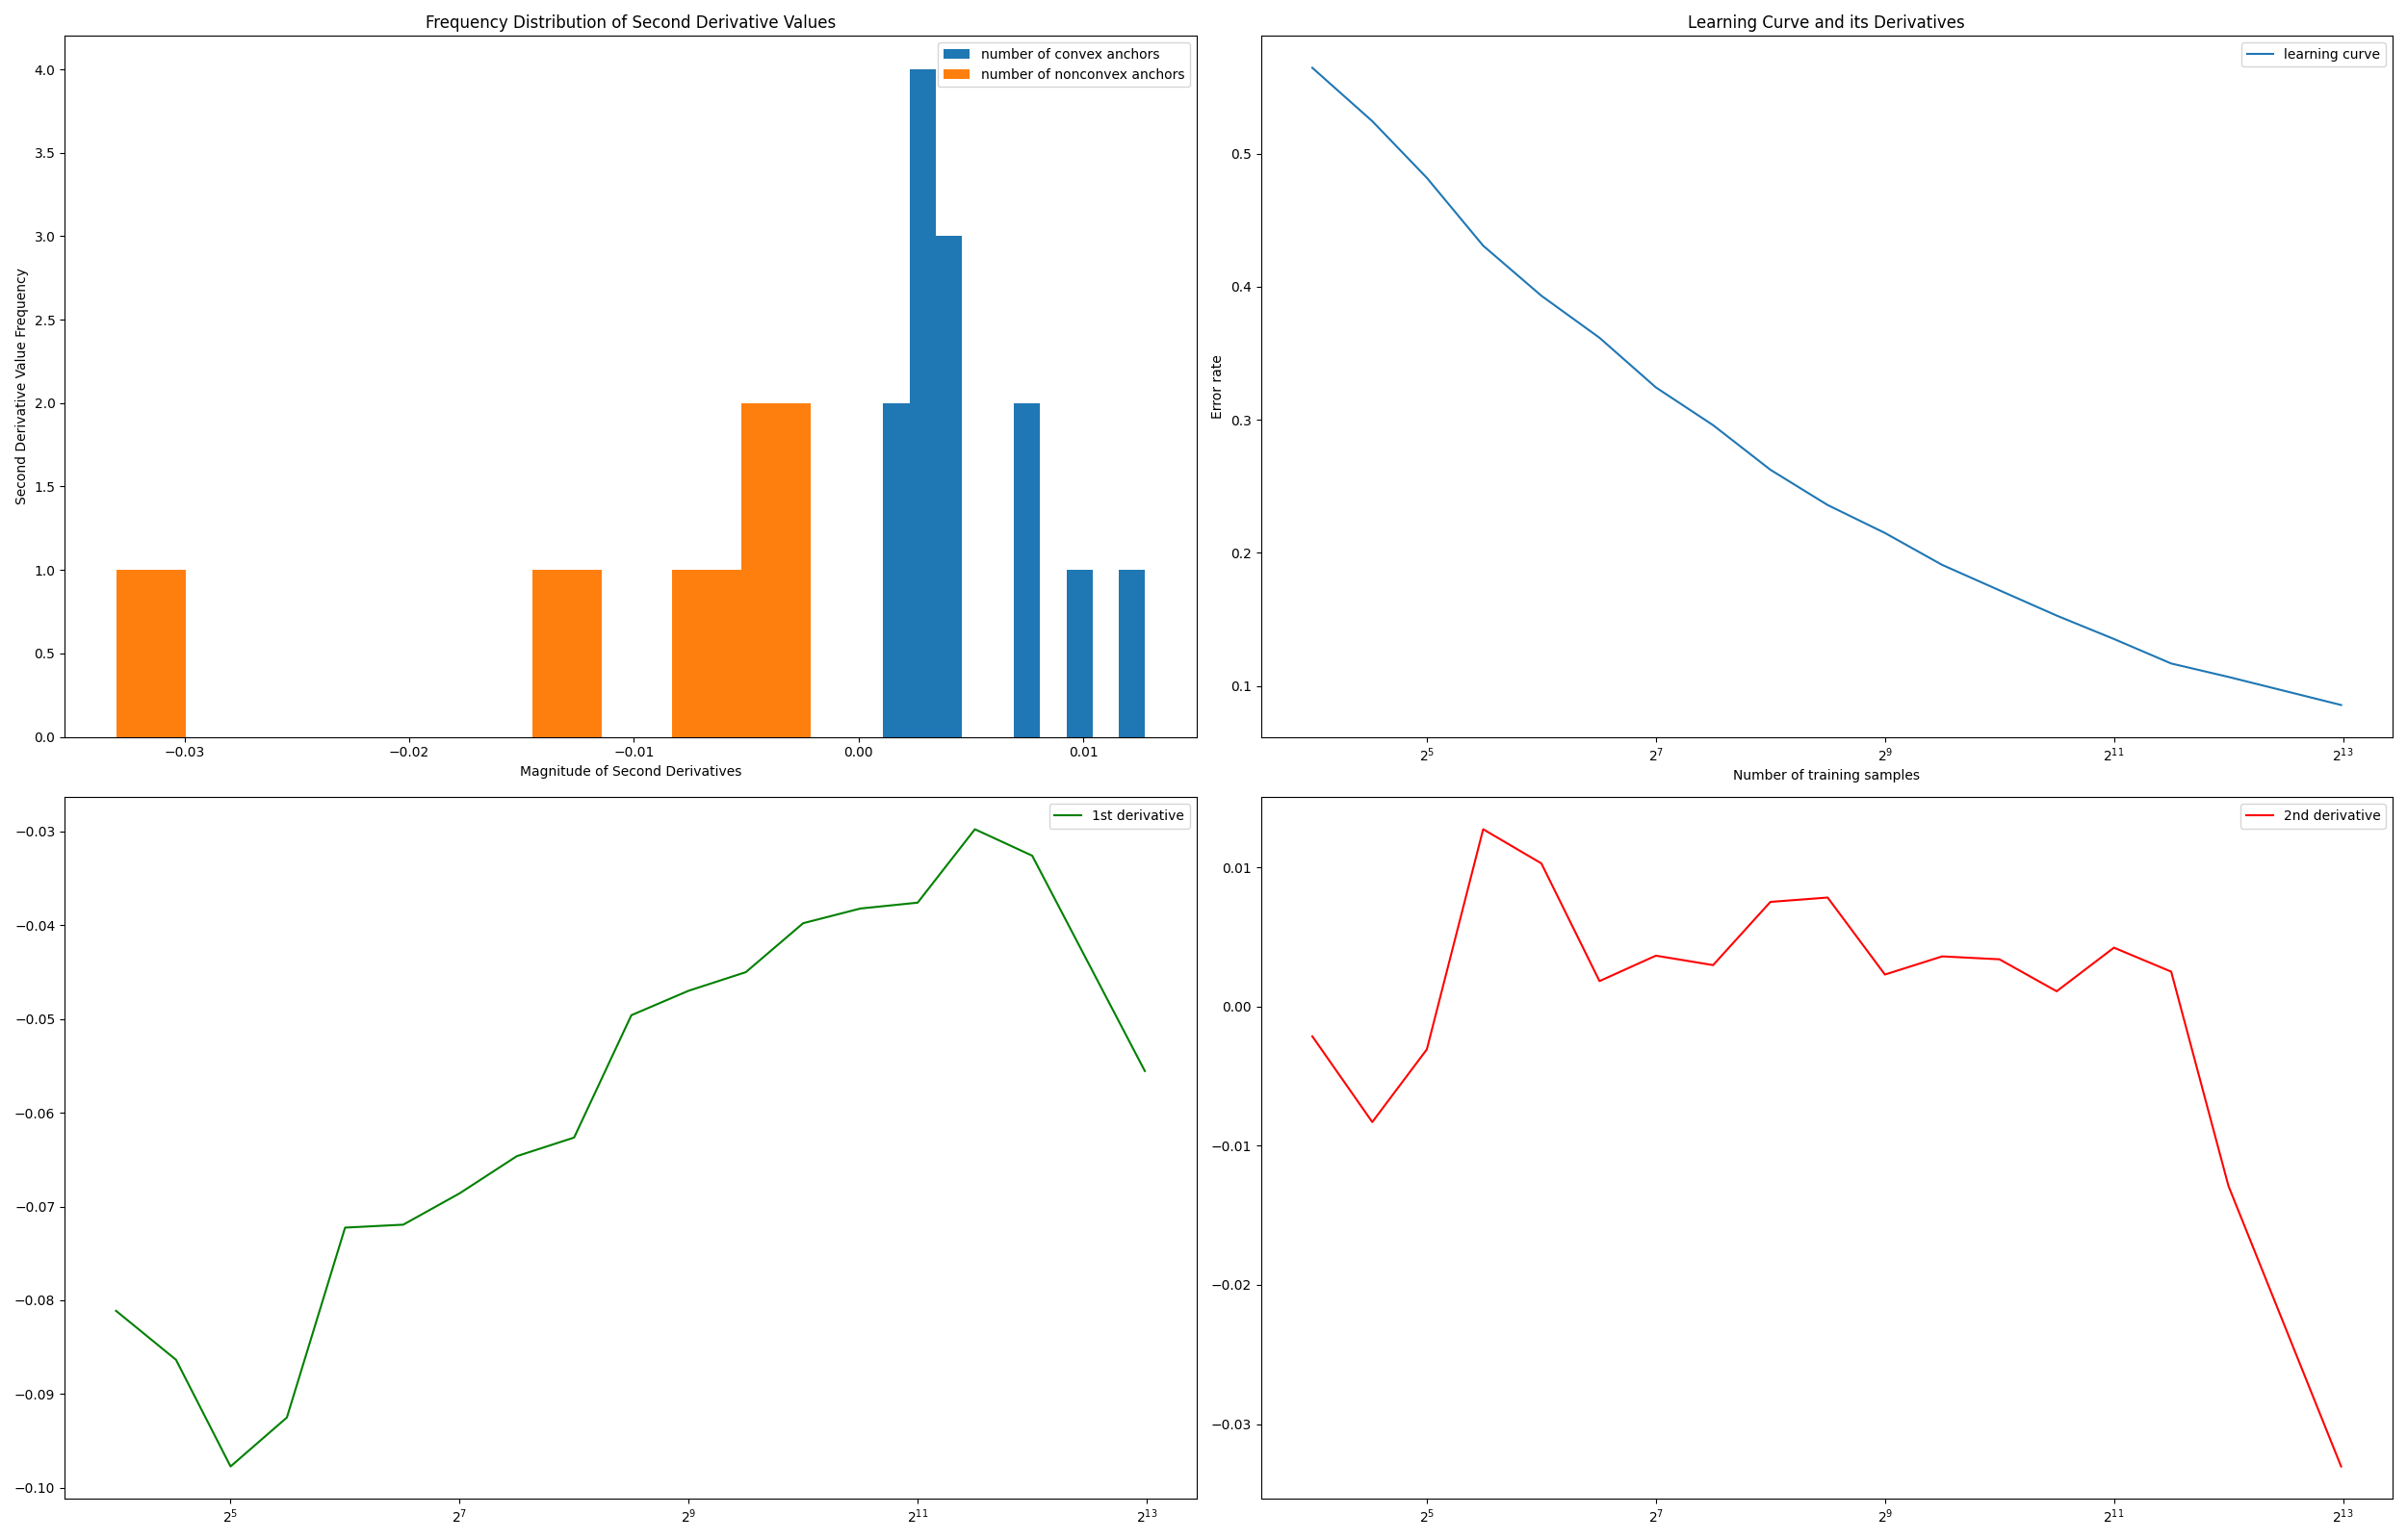 Frequency Distribution of Second Derivative Values
number of convex anchors
number of nonconvex anchors
Second Derivative Value Frequency
4.0
3.5
3.0
2.5
2.0
1.5
1.0
0.5
0.0
−0.03 −0.02 −0.01 0.00 0.01
Magnitude of Second Derivatives
Learning Curve and its Derivatives
learning curve
Error rate
0.5
0.4
0.3
0.2
0.1
2^5 2^7 2^9 2^11 2^13
Number of training samples
1st derivative
−0.03
−0.04
−0.05
−0.06
−0.07
−0.08
−0.09
−0.10
2^5 2^7 2^9 2^11 2^13
2nd derivative
0.01
0.00
−0.01
−0.02
−0.03
2^5 2^7 2^9 2^11 2^13